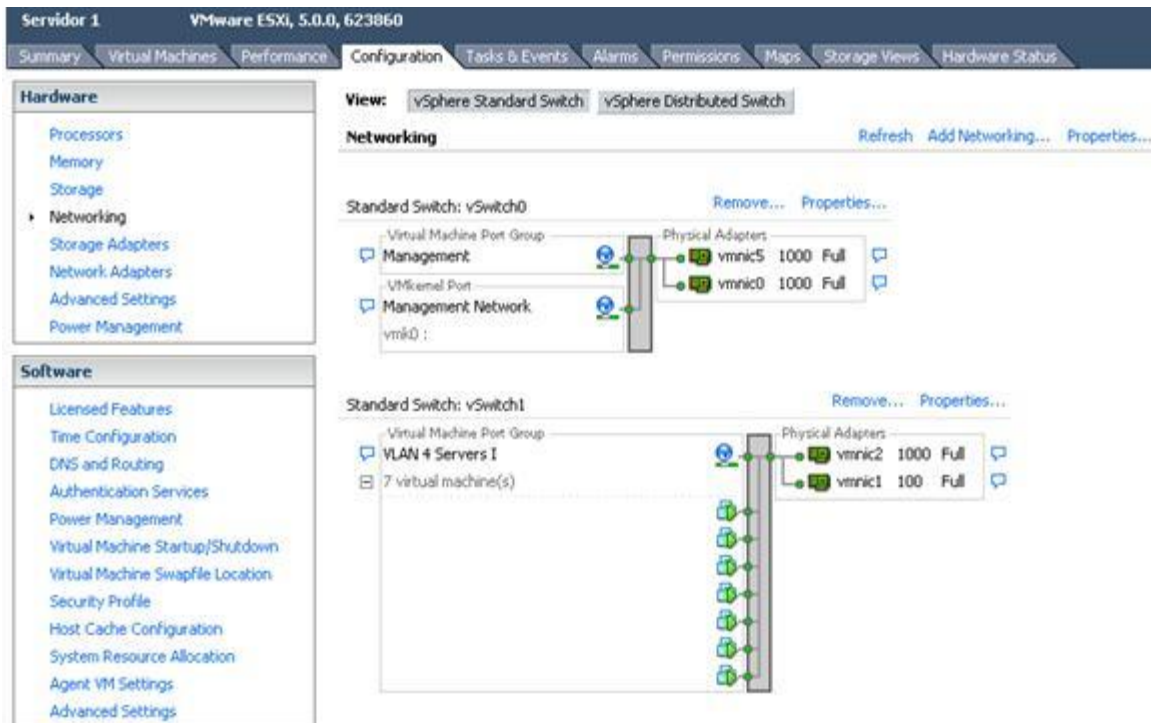 Servidor 1 VMware ESXi, 5.0.0, 623860
Summary Virtual Machines Performance Configuration Tasks & Events Alarms Permissions Maps Storage Views Hardware Status
Hardware
Processors
Memory
Storage
Networking
Storage Adapters
Network Adapters
Advanced Settings
Power Management
Software
Licensed Features
Time Configuration
DNS and Routing
Authentication Services
Power Management
Virtual Machine Startup/Shutdown
Virtual Machine Swapfile Location
Security Profile
Host Cache Configuration
System Resource Allocation
Agent VM Settings
Advanced Settings
View: vSphere Standard Switch vSphere Distributed Switch
Networking Refresh Add Networking... Properties...
Standard Switch: vSwitch0 Remove... Properties...
Virtual Machine Port Group Physical Adapters
Management vmnic5 1000 Full
vmnic0 1000 Full
VMkernel Port
Management Network
vmk0 :
Standard Switch: vSwitch1 Remove... Properties...
Virtual Machine Port Group Physical Adapters
VLAN 4 Servers I vmnic2 1000 Full
7 virtual machine(s) vmnic1 100 Full